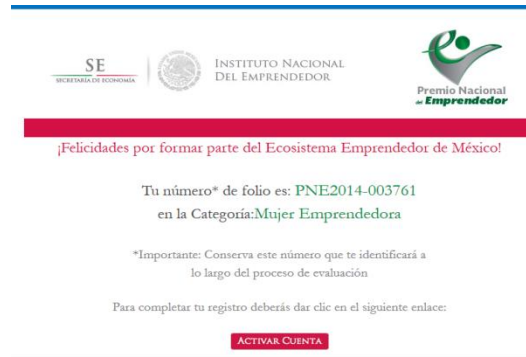 SE
SECRETARÍA DE ECONOMÍA
INSTITUTO NACIONAL
DEL EMPRENDEDOR
Premio Nacional
al Emprendedor
¡Felicidades por formar parte del Ecosistema Emprendedor de México!
Tu número* de folio es: PNE2014-003761
en la Categoría:Mujer Emprendedora
*Importante: Conserva este número que te identificará a
lo largo del proceso de evaluación
Para completar tu registro deberás dar clic en el siguiente enlace:
ACTIVAR CUENTA